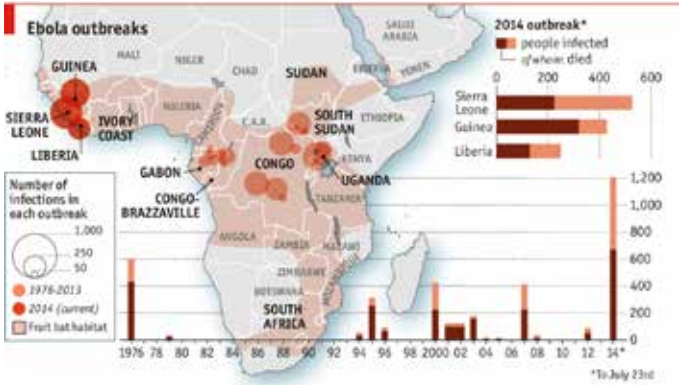 Ebola outbreaks
GUINEA
SIERRA
LEONE
IVORY
COAST
LIBERIA
MALI
NIGER
CHAD
NIGERIA
CAMEROON
C.A.R.
SUDAN
ERITREA
SAUDI
ARABIA
YEMEN
ETHIOPIA
SOUTH
SUDAN
GABON
CONGO
CONGO-
BRAZZAVILLE
UGANDA
KENYA
TANZANIA
ANGOLA
ZAMBIA
MALAWI
MOZAMBIQUE
ZIMBABWE
BOTSWANA
SOUTH
AFRICA
Number of
infections in
each outbreak
1,000
250
50
1976-2013
2014 (current)
Fruit bat habitat
2014 outbreak*
people infected
of whom: died
0 200 400 600
Sierra
Leone
Guinea
Liberia
1,200
1,000
800
600
400
200
0
1976 78 80 82 84 86 88 90 92 94 96 98 2000 02 04 06 08 10 12 14*
*To July 23rd